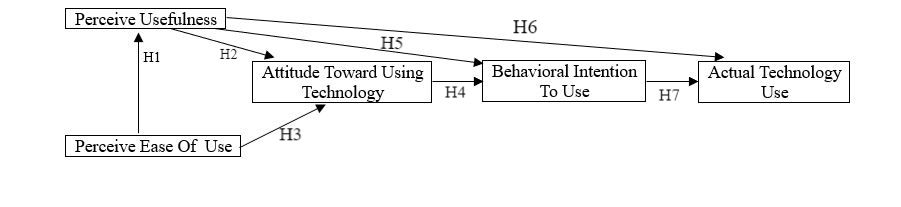 Perceive Usefulness
H6
H5
H1
H2
Attitude Toward Using
Technology
Behavioral Intention
To Use
Actual Technology
Use
H4
H7
H3
Perceive Ease Of Use